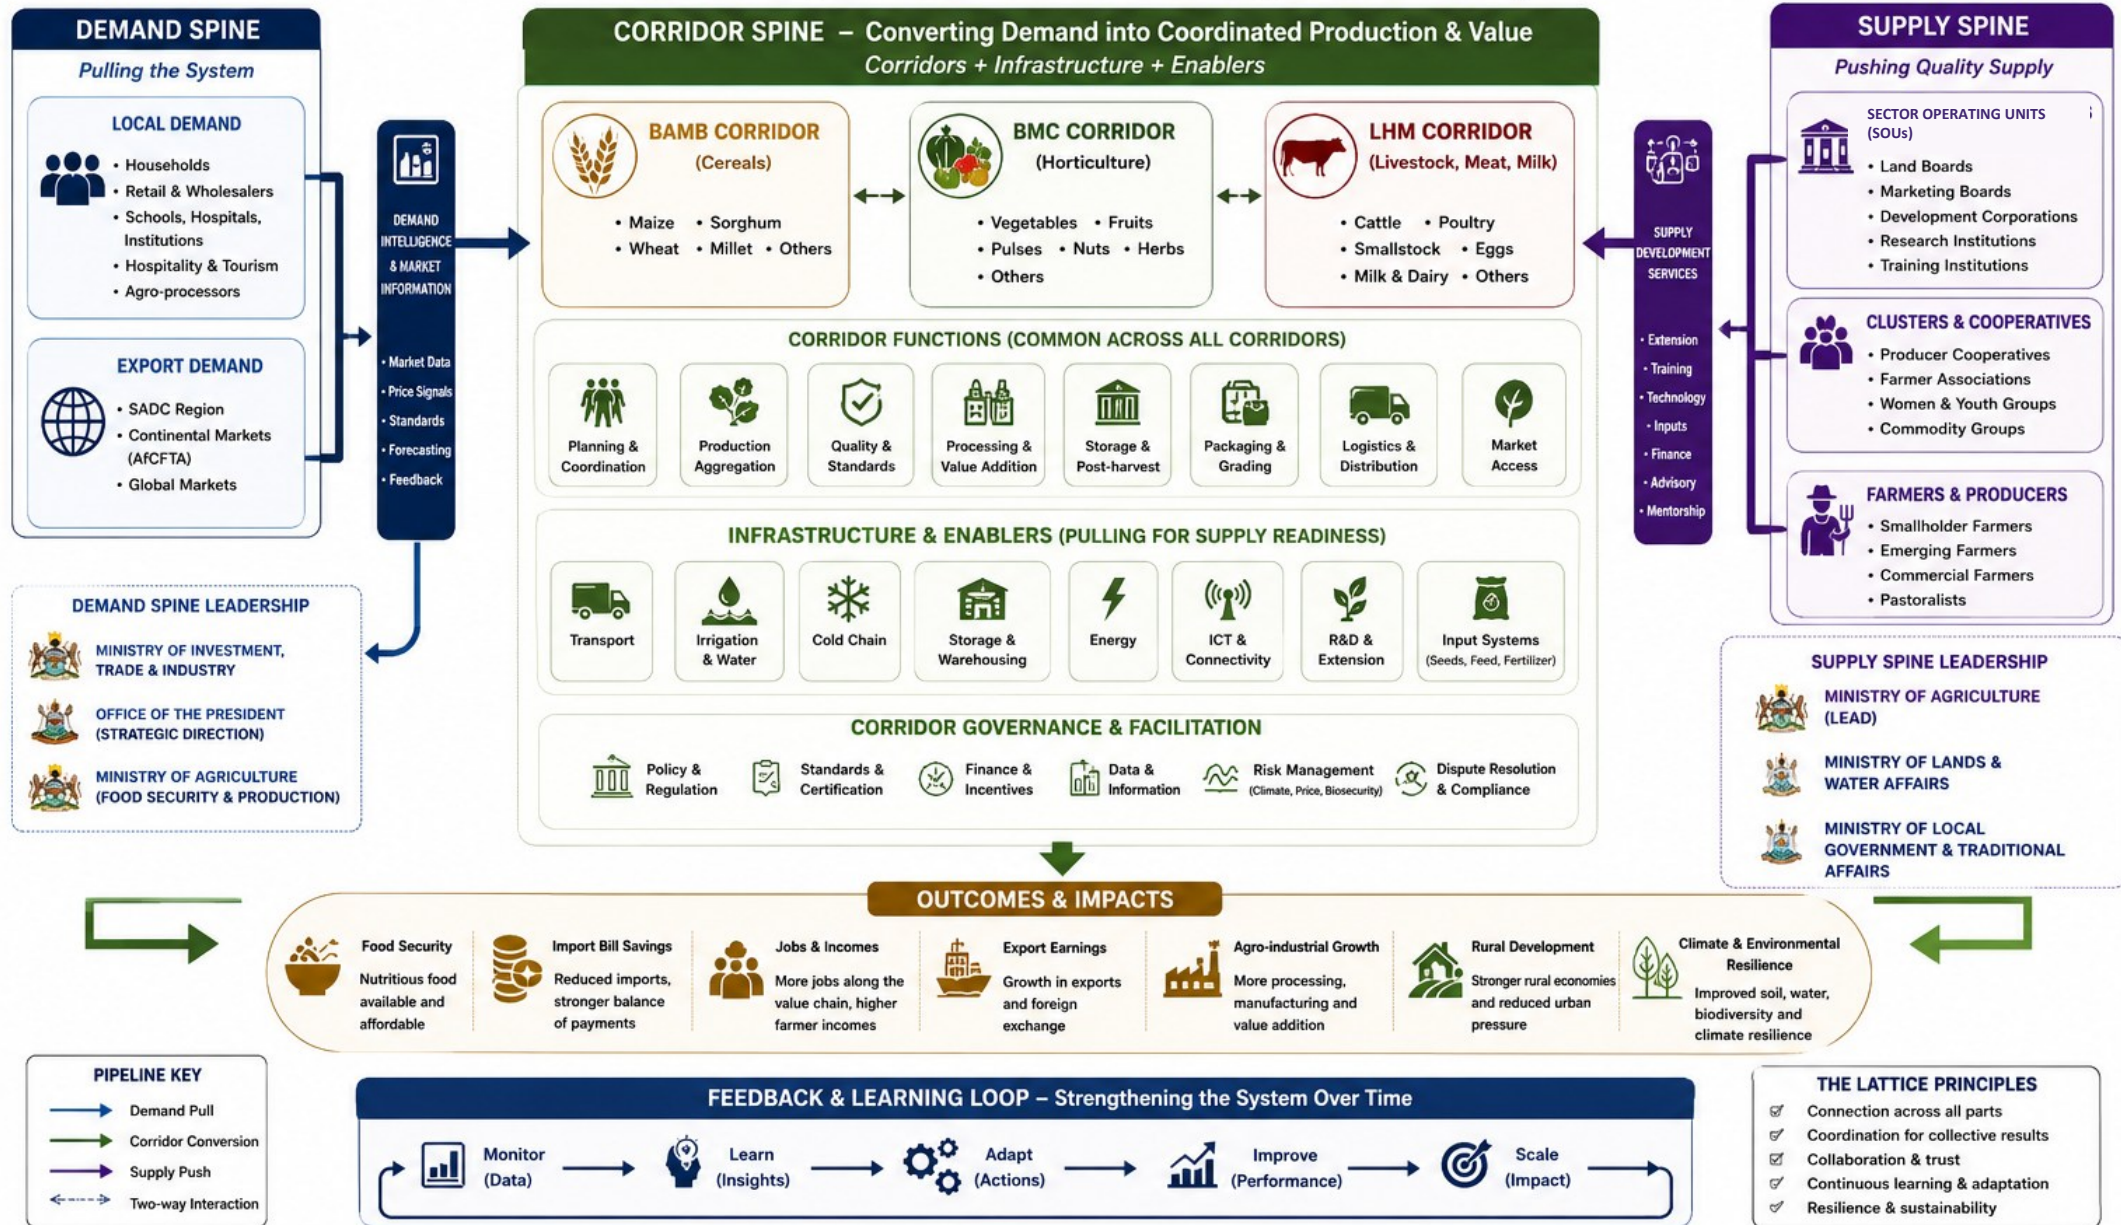 DEMAND SPINE
Pulling the System
LOCAL DEMAND
• Households
• Retail & Wholesalers
• Schools, Hospitals,
Institutions
• Hospitality & Tourism
• Agro-processors
EXPORT DEMAND
• SADC Region
• Continental Markets
(AfCFTA)
• Global Markets
DEMAND
INTELLIGENCE
& MARKET
INFORMATION
• Market Data
• Price Signals
• Standards
• Forecasting
• Feedback
DEMAND SPINE LEADERSHIP
MINISTRY OF INVESTMENT,
TRADE & INDUSTRY
OFFICE OF THE PRESIDENT
(STRATEGIC DIRECTION)
MINISTRY OF AGRICULTURE
(FOOD SECURITY & PRODUCTION)
CORRIDOR SPINE – Converting Demand into Coordinated Production & Value
Corridors + Infrastructure + Enablers
BAMB CORRIDOR
(Cereals)
• Maize • Sorghum
• Wheat • Millet • Others
BMC CORRIDOR
(Horticulture)
• Vegetables • Fruits
• Pulses • Nuts • Herbs
• Others
LHM CORRIDOR
(Livestock, Meat, Milk)
• Cattle • Poultry
• Smallstock • Eggs
• Milk & Dairy • Others
CORRIDOR FUNCTIONS (COMMON ACROSS ALL CORRIDORS)
Planning &
Coordination
Production
Aggregation
Quality &
Standards
Processing &
Value Addition
Storage &
Post-harvest
Packaging &
Grading
Logistics &
Distribution
Market
Access
INFRASTRUCTURE & ENABLERS (PULLING FOR SUPPLY READINESS)
Transport
Irrigation
& Water
Cold Chain
Storage &
Warehousing
Energy
ICT &
Connectivity
R&D &
Extension
Input Systems
(Seeds, Feed, Fertilizer)
CORRIDOR GOVERNANCE & FACILITATION
Policy &
Regulation
Standards &
Certification
Finance &
Incentives
Data &
Information
Risk Management
(Climate, Price, Biosecurity)
Dispute Resolution
& Compliance
SUPPLY SPINE
Pushing Quality Supply
SECTOR OPERATING UNITS
(SOUs)
• Land Boards
• Marketing Boards
• Development Corporations
• Research Institutions
• Training Institutions
CLUSTERS & COOPERATIVES
• Producer Cooperatives
• Farmer Associations
• Women & Youth Groups
• Commodity Groups
FARMERS & PRODUCERS
• Smallholder Farmers
• Emerging Farmers
• Commercial Farmers
• Pastoralists
SUPPLY
DEVELOPMENT
SERVICES
• Extension
• Training
• Technology
• Inputs
• Finance
• Advisory
• Mentorship
SUPPLY SPINE LEADERSHIP
MINISTRY OF AGRICULTURE
(LEAD)
MINISTRY OF LANDS &
WATER AFFAIRS
MINISTRY OF LOCAL
GOVERNMENT & TRADITIONAL
AFFAIRS
OUTCOMES & IMPACTS
Food Security
Nutritious food
available and
affordable
Import Bill Savings
Reduced imports,
stronger balance
of payments
Jobs & Incomes
More jobs along the
value chain, higher
farmer incomes
Export Earnings
Growth in exports
and foreign
exchange
Agro-industrial Growth
More processing,
manufacturing and
value addition
Rural Development
Stronger rural economies
and reduced urban
pressure
Climate & Environmental
Resilience
Improved soil, water,
biodiversity and
climate resilience
PIPELINE KEY
Demand Pull
Corridor Conversion
Supply Push
Two-way Interaction
FEEDBACK & LEARNING LOOP – Strengthening the System Over Time
Monitor
(Data)
Learn
(Insights)
Adapt
(Actions)
Improve
(Performance)
Scale
(Impact)
THE LATTICE PRINCIPLES
Connection across all parts
Coordination for collective results
Collaboration & trust
Continuous learning & adaptation
Resilience & sustainability